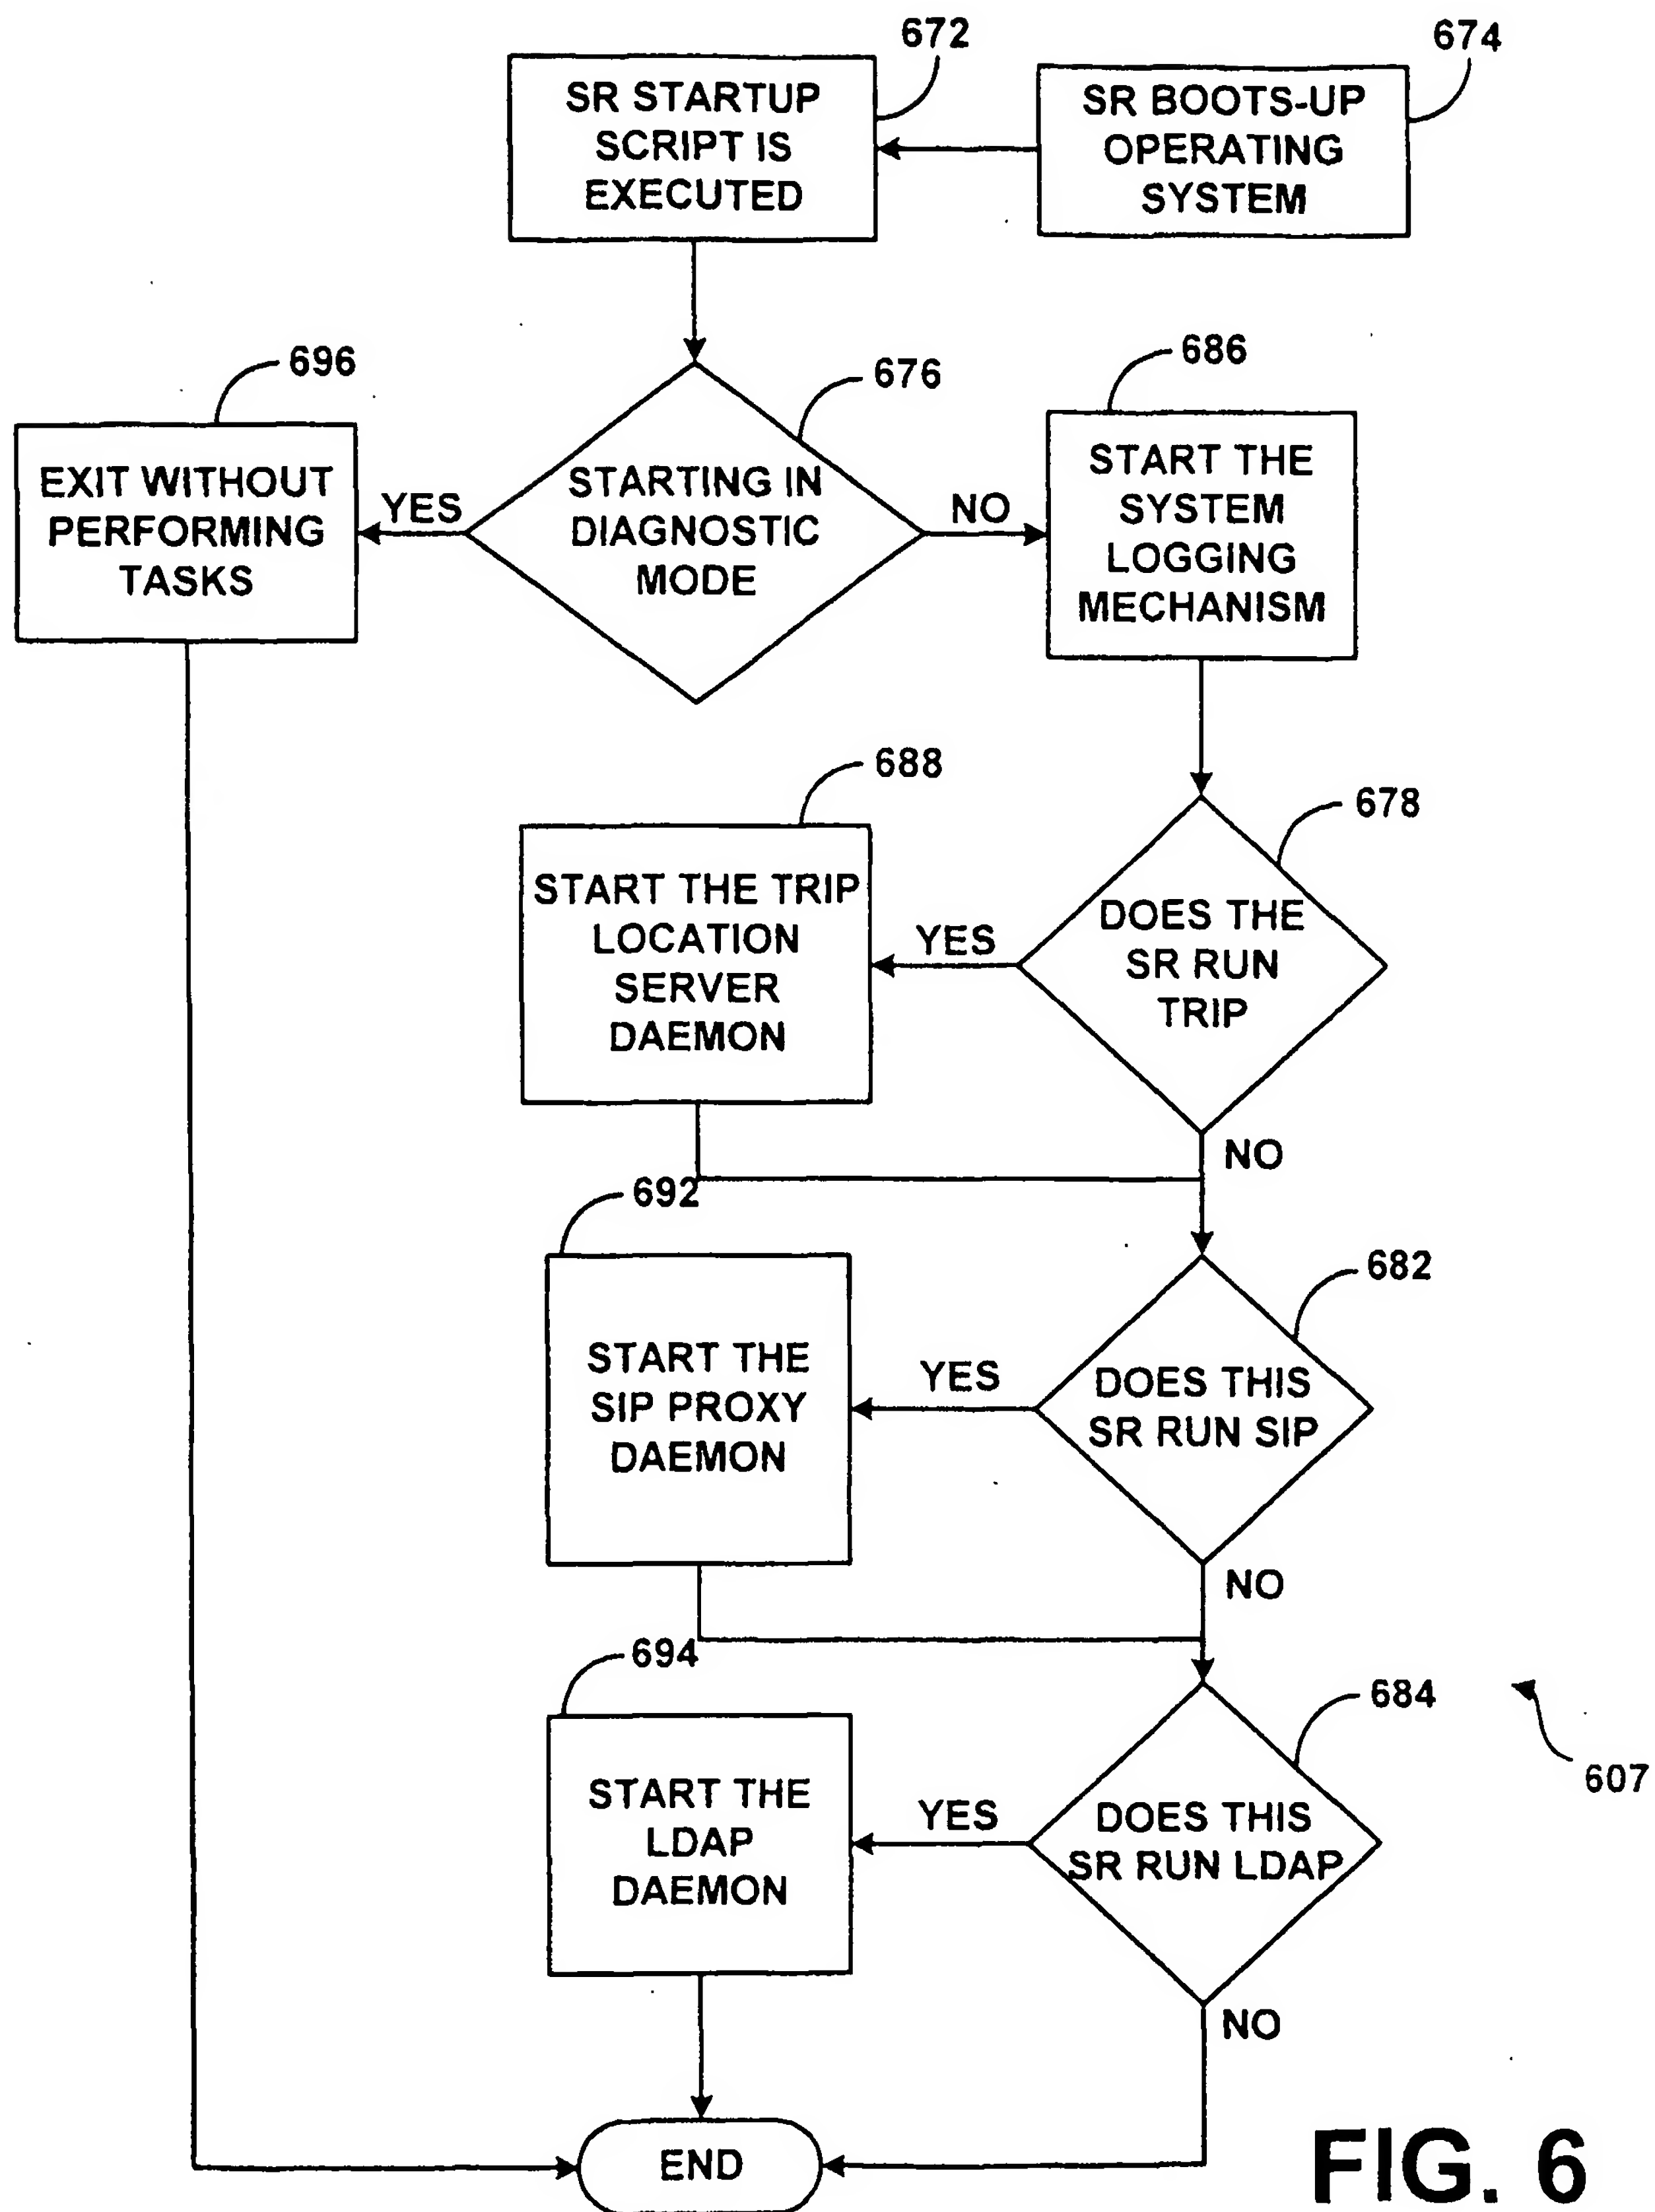 672
SR STARTUP
SCRIPT IS
EXECUTED
674
SR BOOTS-UP
OPERATING
SYSTEM
696
EXIT WITHOUT
PERFORMING
TASKS
YES
676
STARTING IN
DIAGNOSTIC
MODE
NO
686
START THE
SYSTEM
LOGGING
MECHANISM
688
START THE TRIP
LOCATION
SERVER
DAEMON
YES
678
DOES THE
SR RUN
TRIP
NO
692
START THE
SIP PROXY
DAEMON
YES
682
DOES THIS
SR RUN SIP
NO
694
START THE
LDAP
DAEMON
YES
684
DOES THIS
SR RUN LDAP
NO
607
END
FIG. 6